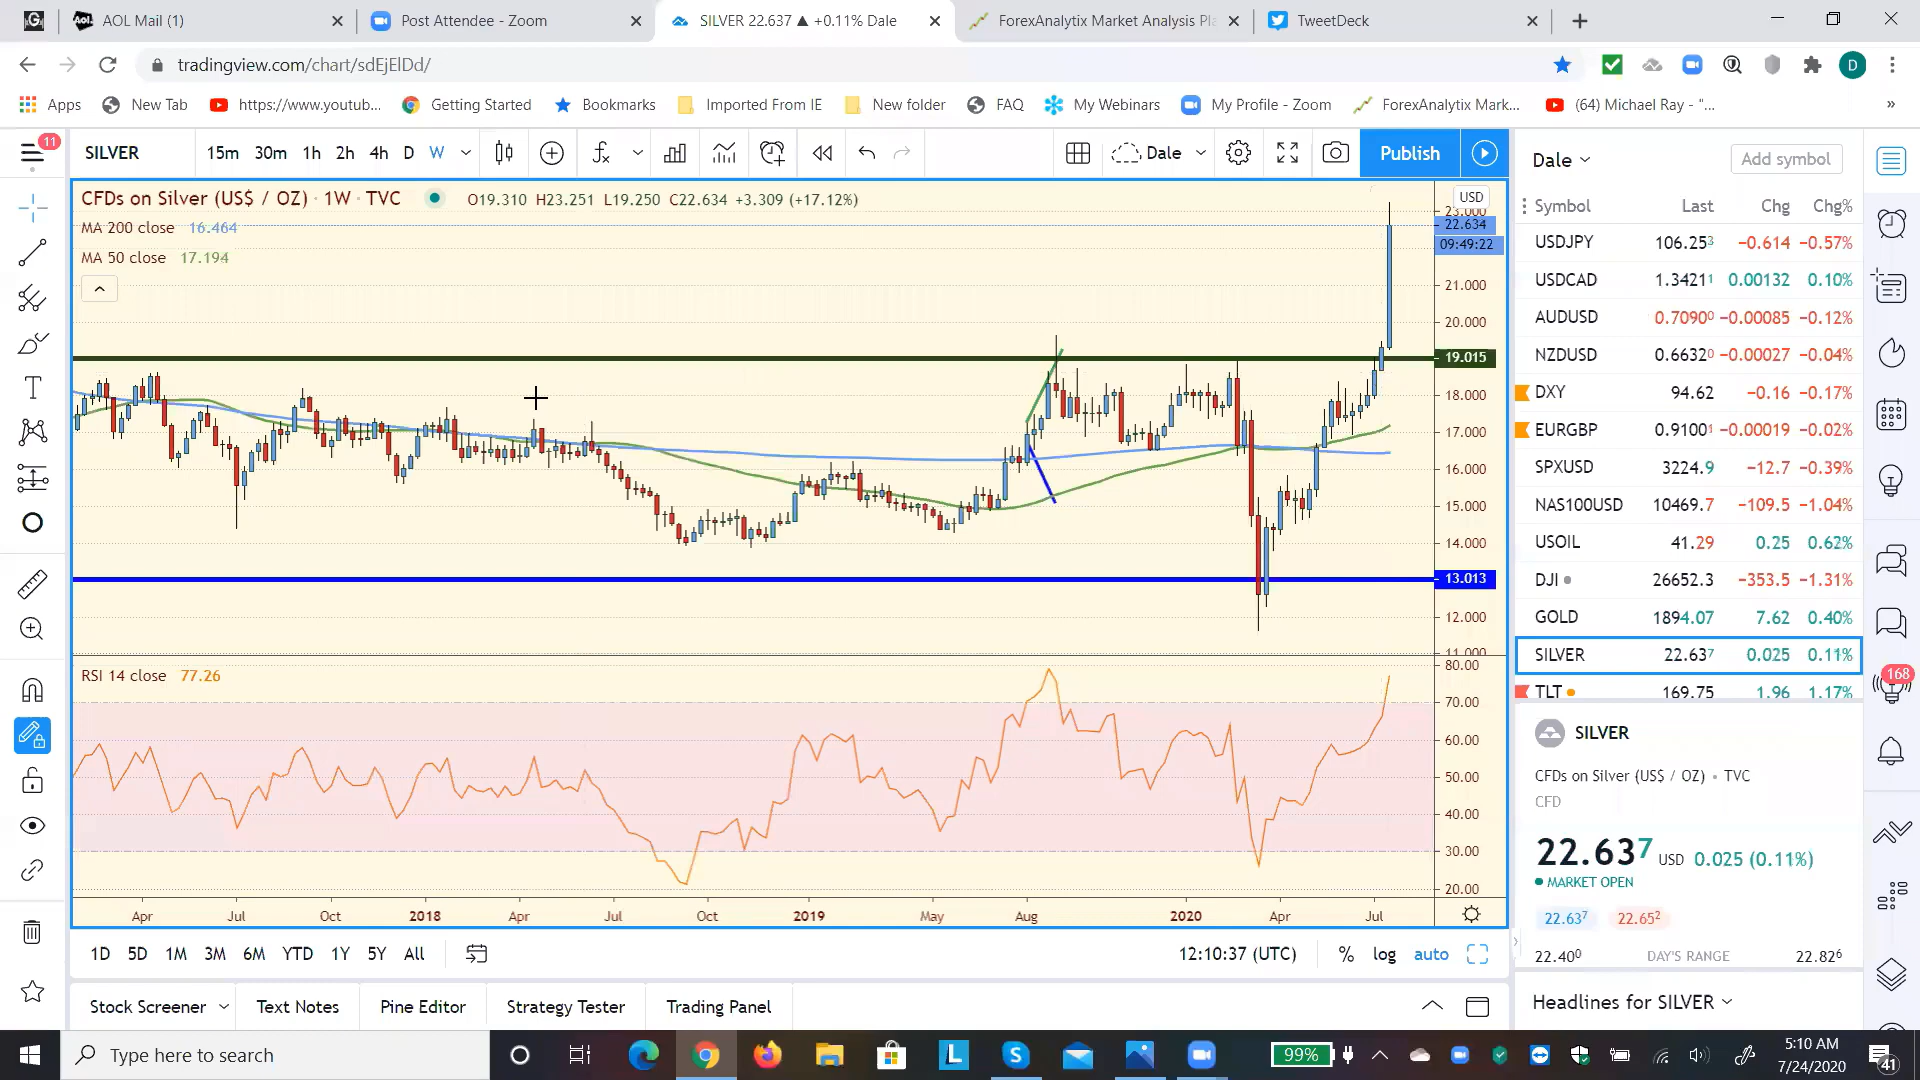 AOL Mail (1)
Post Attendee - Zoom
SILVER 22.637 ▲ +0.11% Dale
ForexAnalytix Market Analysis Pl
TweetDeck
tradingview.com/chart/sdEjElDd/
D
Apps
New Tab
https://www.youtub...
Getting Started
Bookmarks
Imported From IE
New folder
FAQ
My Webinars
My Profile - Zoom
ForexAnalytix Mark...
(64) Michael Ray - "...
»
11
SILVER
15m 30m 1h 2h 4h D W
Dale
Publish
Dale
Add symbol
CFDs on Silver (US$ / OZ) · 1W · TVC
O19.310 H23.251 L19.250 C22.634 +3.309 (+17.12%)
MA 200 close 16.464
MA 50 close 17.194
USD
23.000
22.634
09:49:22
21.000
20.000
19.015
18.000
17.000
16.000
15.000
14.000
13.013
12.000
11.000
RSI 14 close 77.26
80.00
70.00
60.00
50.00
40.00
30.00
20.00
Apr Jul Oct 2018 Apr Jul Oct 2019 May Aug 2020 Apr Jul
1D 5D 1M 3M 6M YTD 1Y 5Y All
12:10:37 (UTC) % log auto
Stock Screener
Text Notes
Pine Editor
Strategy Tester
Trading Panel
Symbol Last Chg Chg%
USDJPY 106.253 −0.614 −0.57%
USDCAD 1.34211 0.00132 0.10%
AUDUSD 0.70900 −0.00085 −0.12%
NZDUSD 0.66320 −0.00027 −0.04%
DXY 94.62 −0.16 −0.17%
EURGBP 0.91001 −0.00019 −0.02%
SPXUSD 3224.9 −12.7 −0.39%
NAS100USD 10469.7 −109.5 −1.04%
USOIL 41.29 0.25 0.62%
DJI 26652.3 −353.5 −1.31%
GOLD 1894.07 7.62 0.40%
SILVER 22.637 0.025 0.11%
TLT 169.75 1.96 1.17%
168
SILVER
CFDs on Silver (US$ / OZ) • TVC
CFD
22.637 USD 0.025 (0.11%)
MARKET OPEN
22.637 22.652
22.400 DAY'S RANGE 22.826
Headlines for SILVER
Type here to search
L
S
99%
5:10 AM
7/24/2020
41